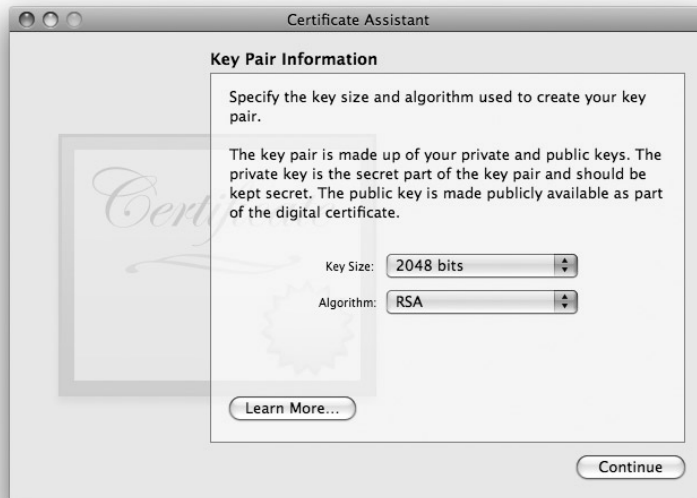 Certificate Assistant
Key Pair Information
Specify the key size and algorithm used to create your key
pair.
The key pair is made up of your private and public keys. The
private key is the secret part of the key pair and should be
kept secret. The public key is made publicly available as part
of the digital certificate.
Certificate
Key Size: 2048 bits
Algorithm: RSA
Learn More...
Continue